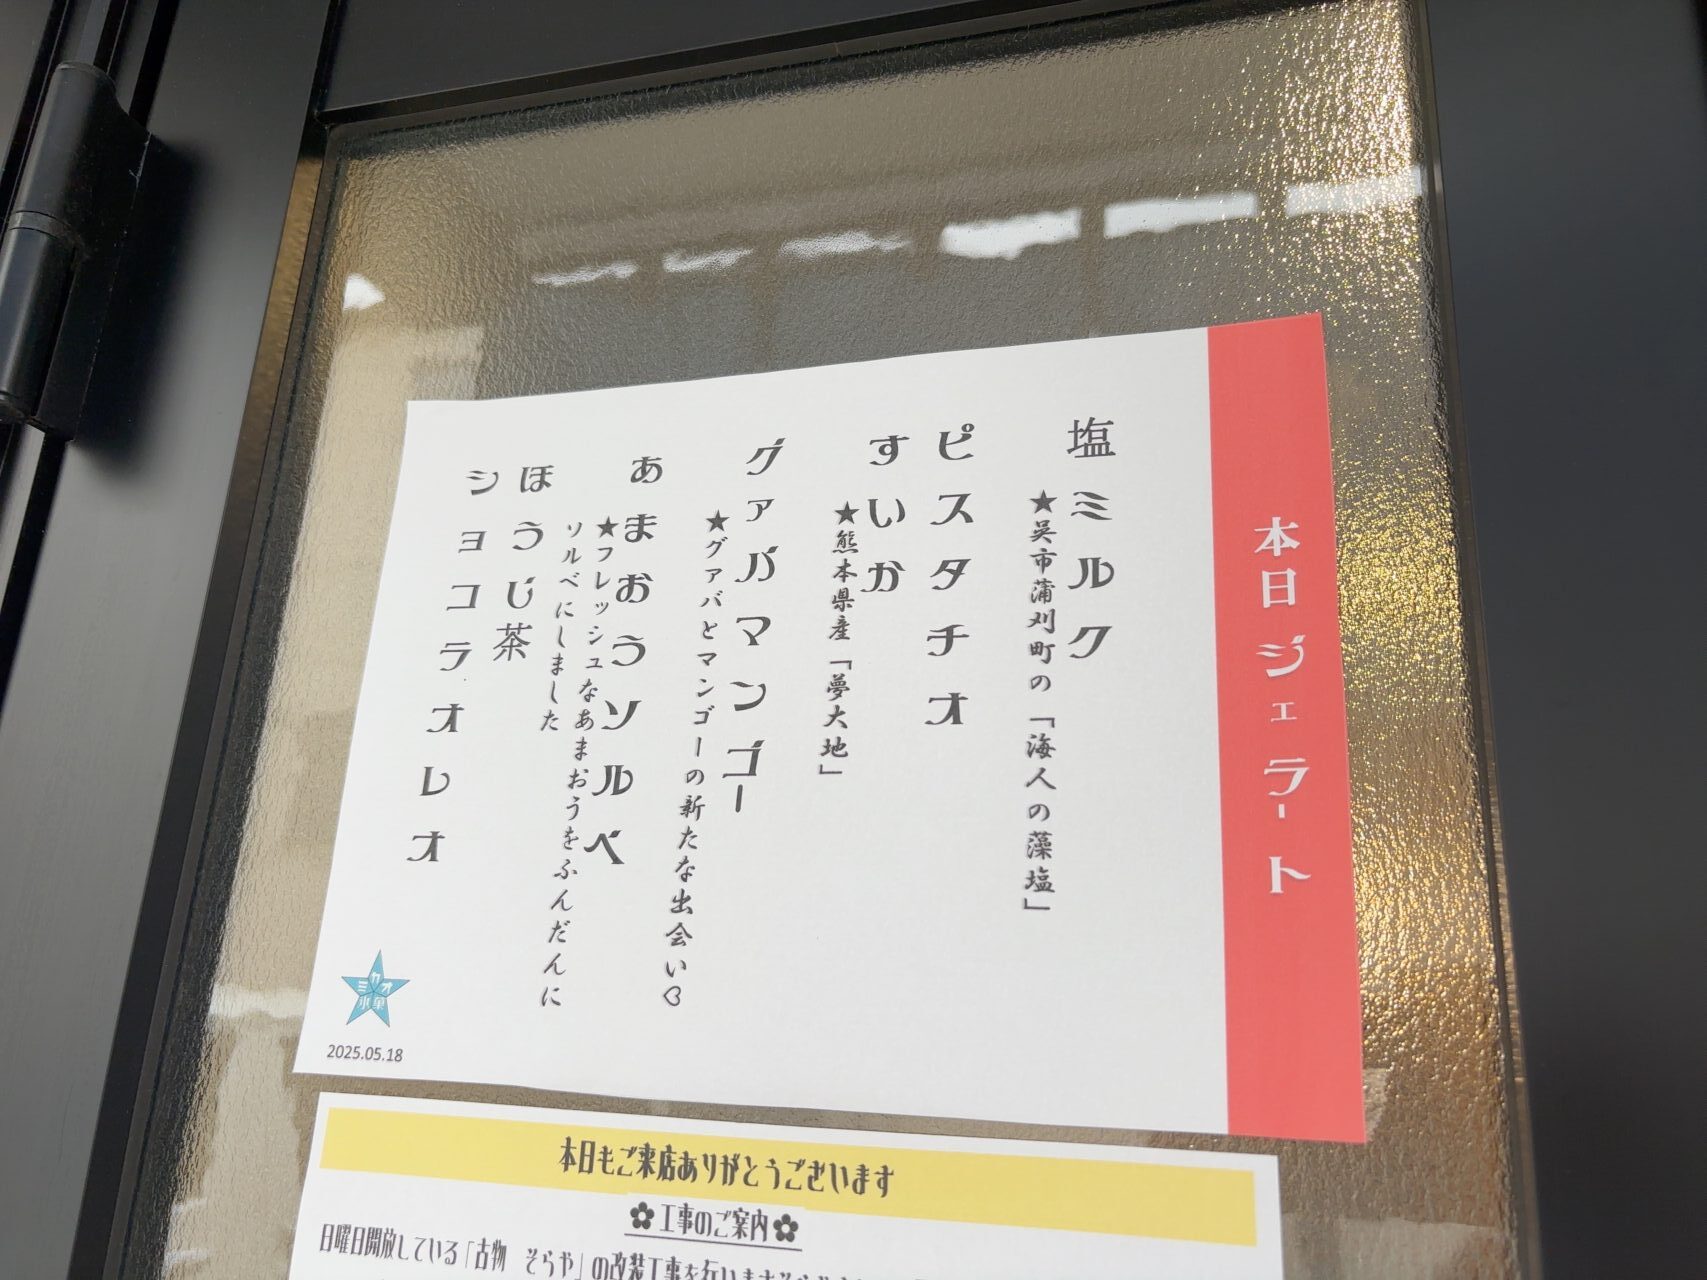 本日ジェラート
塩ミルク
★呉市蒲刈町の「海人の藻塩」
ピスタチオ
すいか
★熊本県産「夢大地」
グァバマンゴー
★グァバとマンゴーの新たな出会い♡
あまおうソルベ
★フレッシュなあまおうをふんだんに
ソルベにしました
ほうじ茶
ショコラオレオ
カ
ミオ
氷菓
2025.05.18
本日もご来店ありがとうございます
✿工事のご案内✿
日曜日開放している「古物 そらや」の改装工事を行います